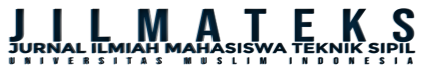 JILMATEKS
JURNAL ILMIAH MAHASISWA TEKNIK SIPIL
UNIVERSITAS MUSLIM INDONESIA